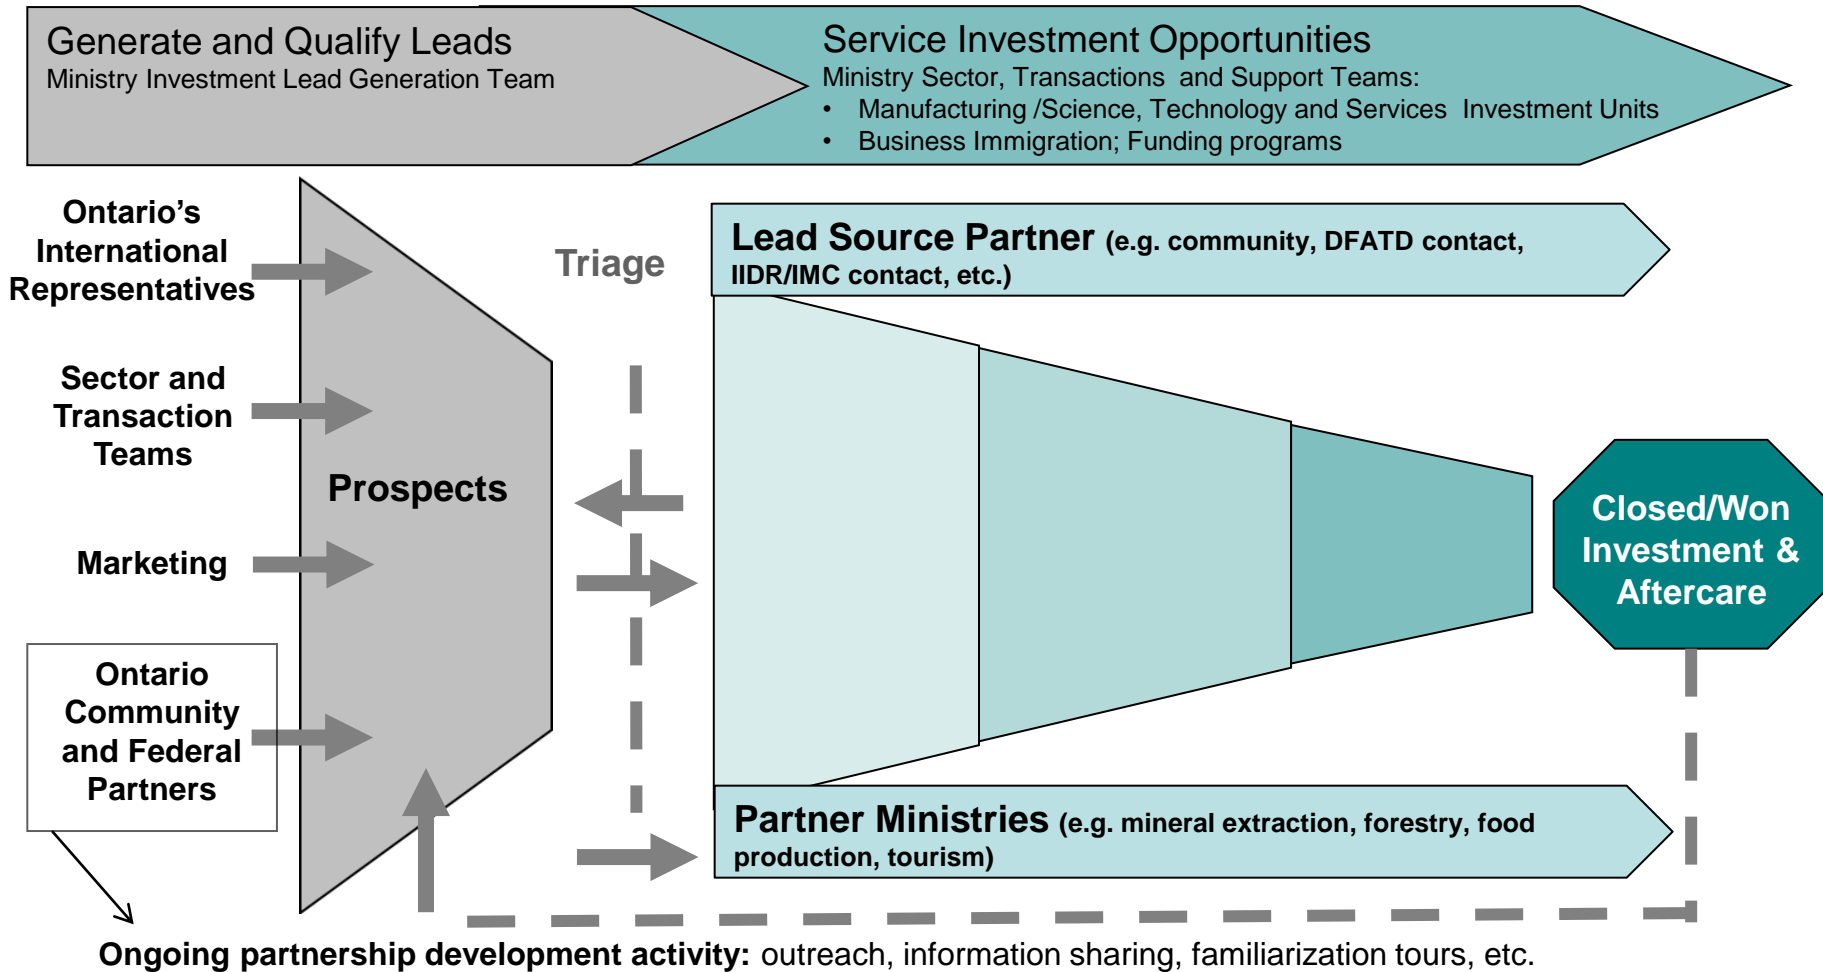 Generate and Qualify Leads
Ministry Investment Lead Generation Team
Service Investment Opportunities
Ministry Sector, Transactions and Support Teams:
• Manufacturing /Science, Technology and Services Investment Units
• Business Immigration; Funding programs
Ontario's
International
Representatives
Sector and
Transaction
Teams
Marketing
Ontario
Community
and Federal
Partners
Prospects
Triage
Lead Source Partner (e.g. community, DFATD contact,
IIDR/IMC contact, etc.)
Closed/Won
Investment &
Aftercare
Partner Ministries (e.g. mineral extraction, forestry, food
production, tourism)
Ongoing partnership development activity: outreach, information sharing, familiarization tours, etc.